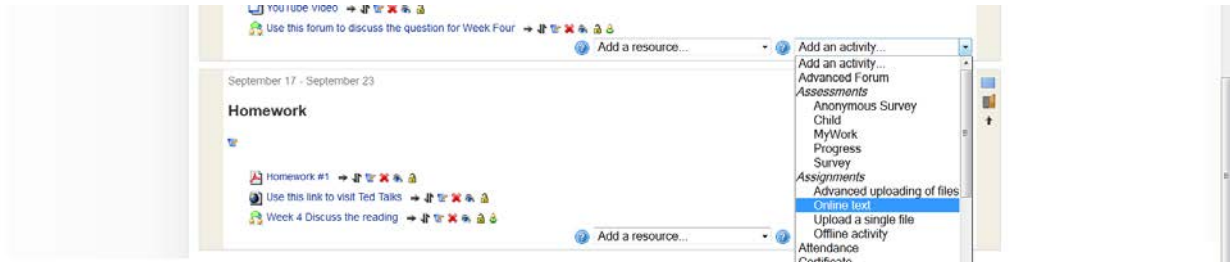 YouTube Video
Use this forum to discuss the question for Week Four
Add a resource... Add an activity...
Add an activity...
Advanced Forum
Assessments
Anonymous Survey
Child
MyWork
Progress
Survey
Assignments
Advanced uploading of files
Online text
Upload a single file
Offline activity
Attendance
Certificate
September 17 - September 23
Homework
Homework #1
Use this link to visit Ted Talks
Week 4 Discuss the reading
Add a resource...